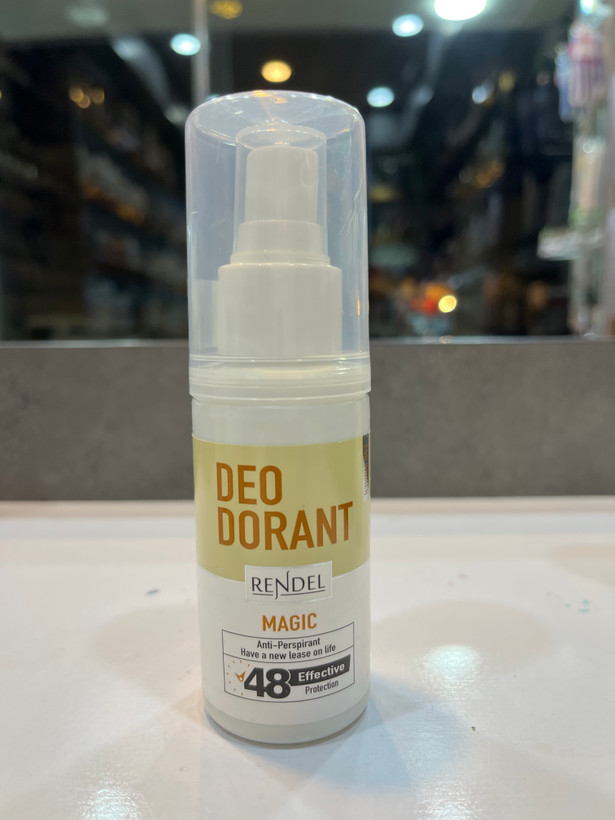 DEO
DORANT
RENDEL
MAGIC
Anti-Perspirant
Have a new lease on life
48 Effective
Protection